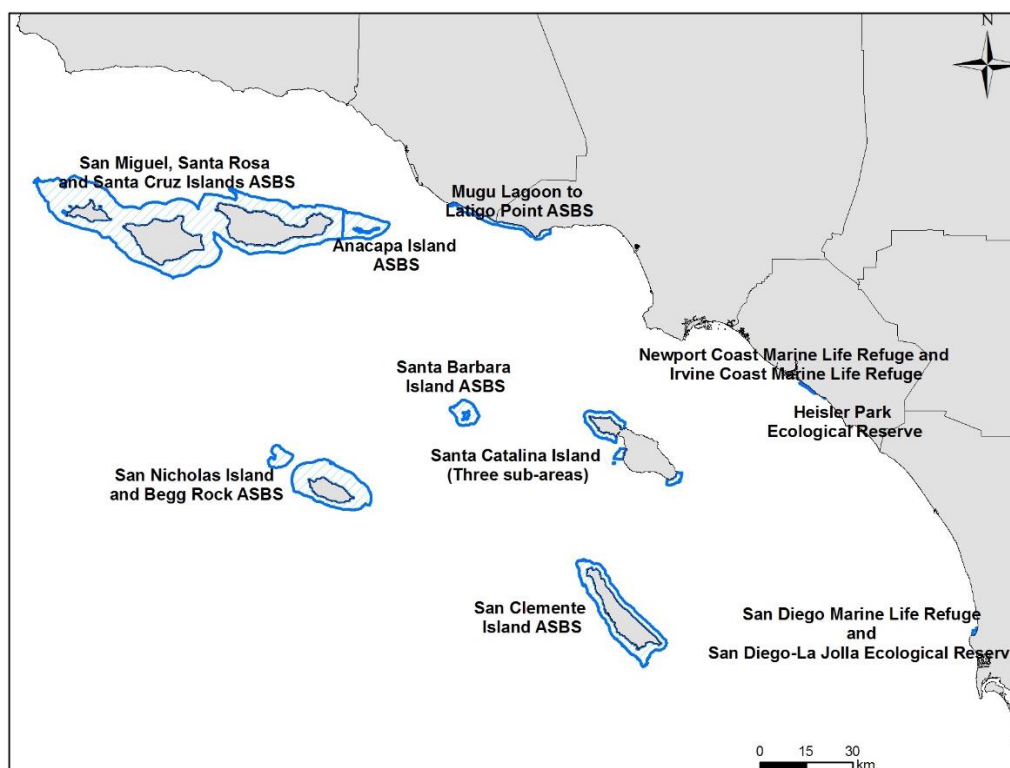 N
San Miguel, Santa Rosa
and Santa Cruz Islands ASBS
Mugu Lagoon to
Latigo Point ASBS
Anacapa Island
ASBS
Newport Coast Marine Life Refuge and
Irvine Coast Marine Life Refuge
Santa Barbara
Island ASBS
Heisler Park
Ecological Reserve
Santa Catalina Island
(Three sub-areas)
San Nicholas Island
and Begg Rock ASBS
San Clemente
Island ASBS
San Diego Marine Life Refuge
and
San Diego-La Jolla Ecological Reserv
0 15 30
km